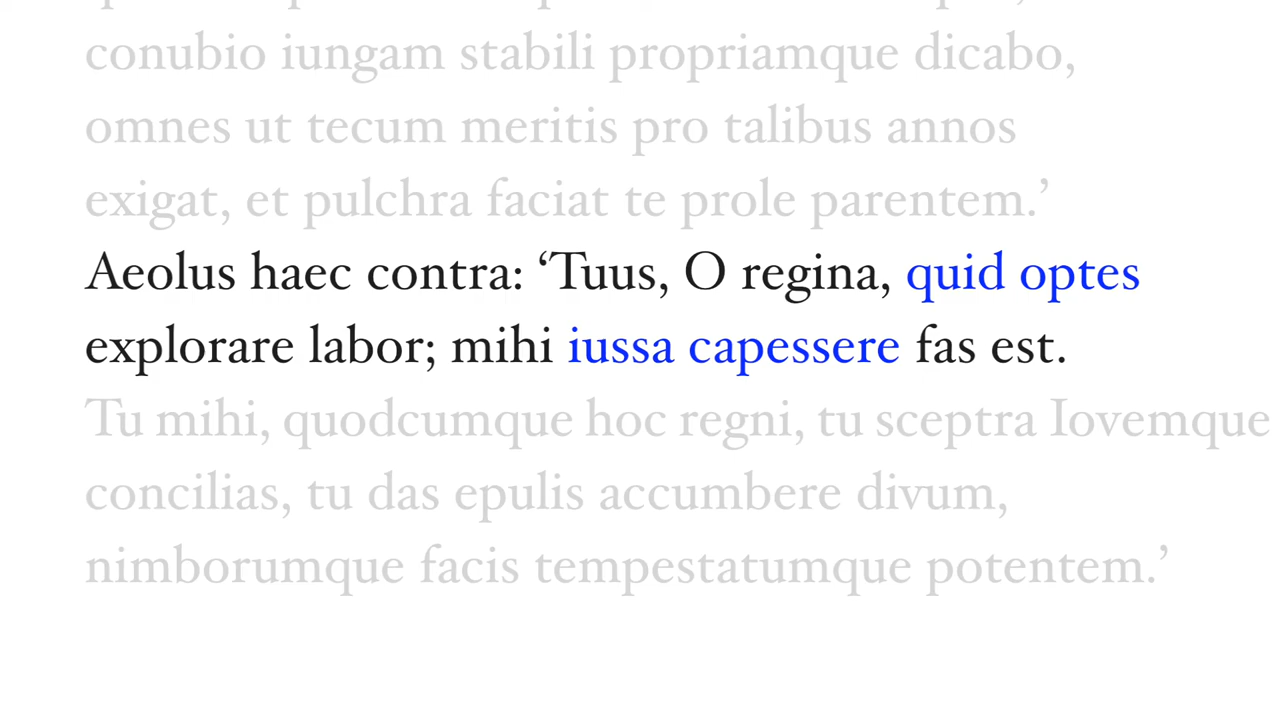 conubio iungam stabili propriamque dicabo,
omnes ut tecum meritis pro talibus annos
exigat, et pulchra faciat te prole parentem.’
Aeolus haec contra: ‘Tuus, O regina, quid optes
explorare labor; mihi iussa capessere fas est.
Tu mihi, quodcumque hoc regni, tu sceptra Iovemque
concilias, tu das epulis accumbere divum,
nimborumque facis tempestatumque potentem.’